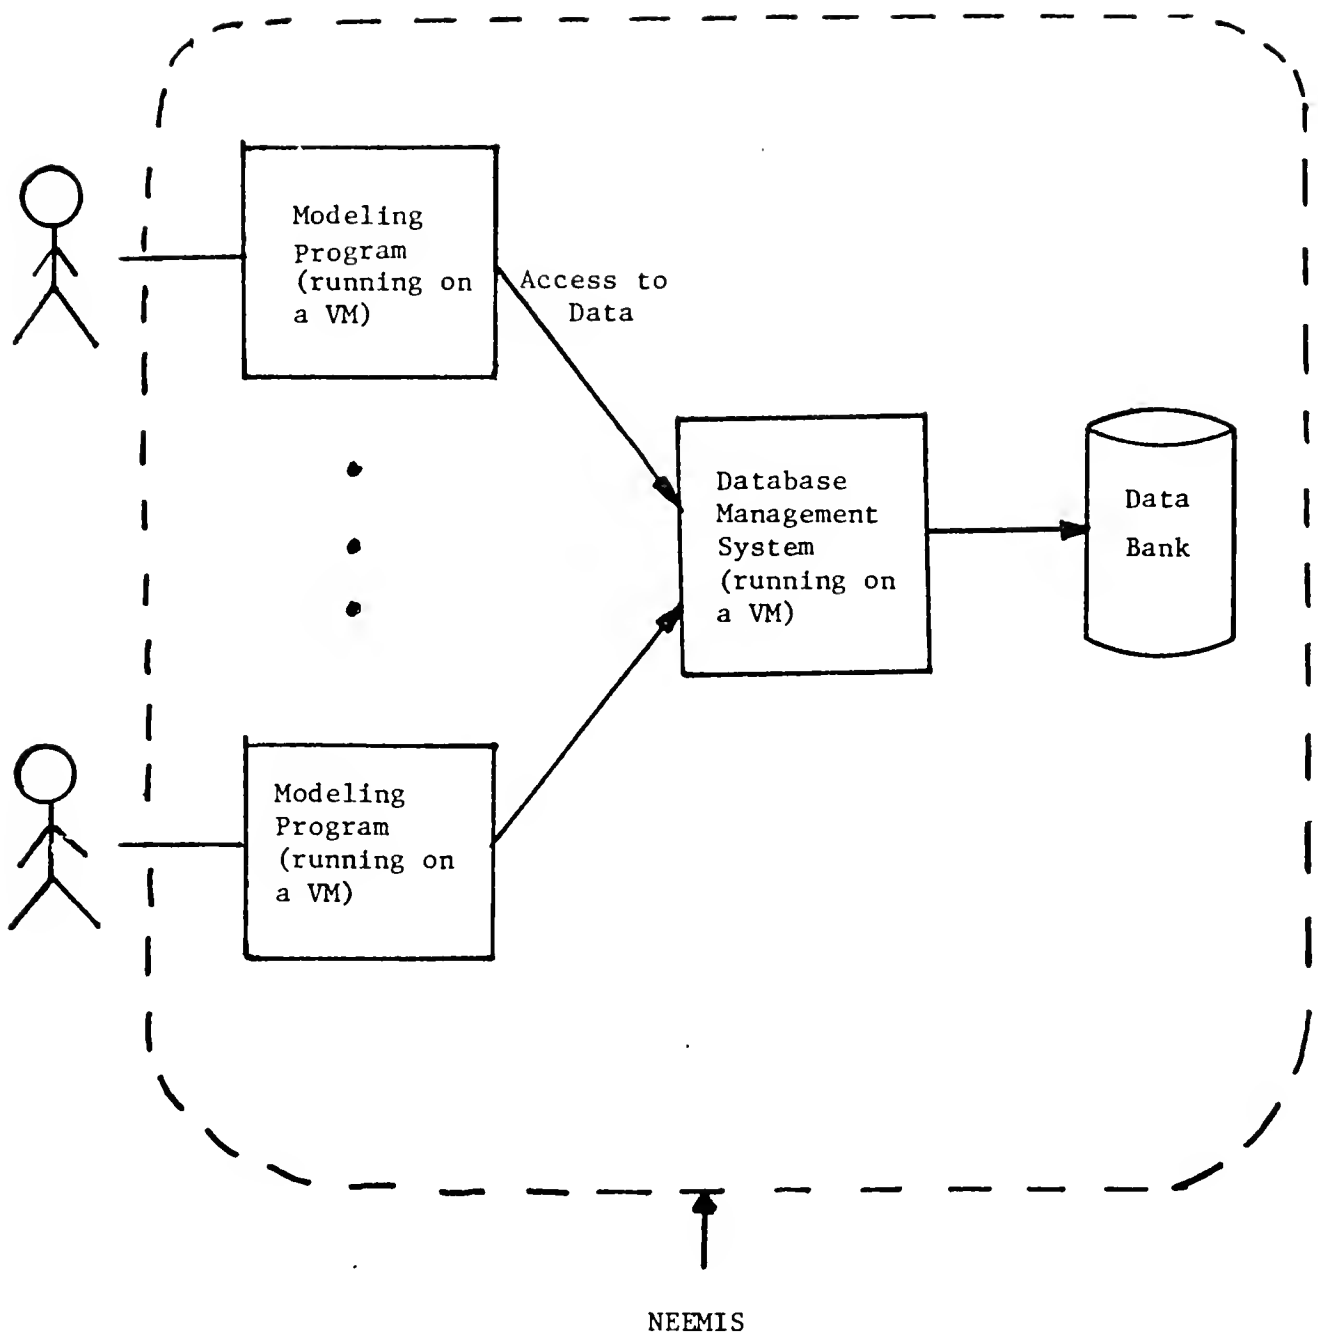 Modeling
Program
(running on
a VM)
Access to
Data
Database
Management
System
(running on
a VM)
Data
Bank
Modeling
Program
(running on
a VM)
NEEMIS